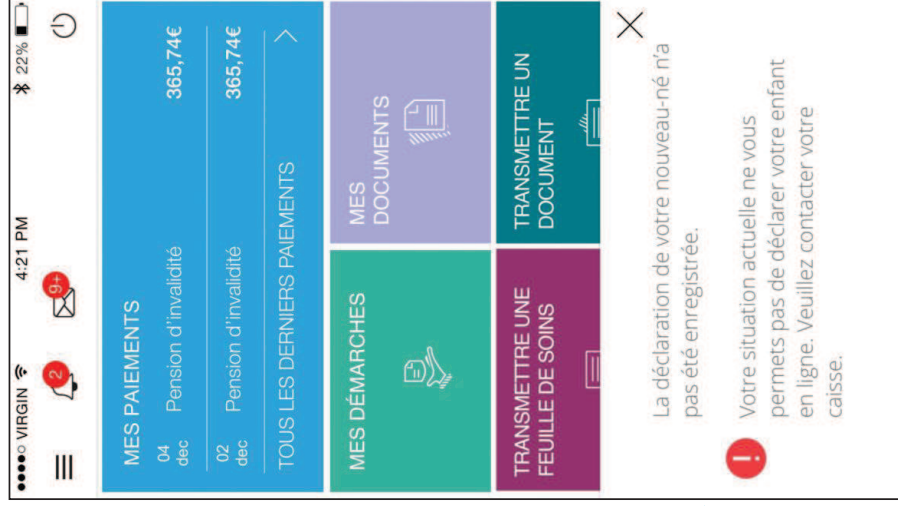 VIRGIN 4:21 PM 22%
2 9+
MES PAIEMENTS
04 dec Pension d'invalidité 365,74€
02 dec Pension d'invalidité 365,74€
TOUS LES DERNIERS PAIEMENTS
MES DÉMARCHES
MES
DOCUMENTS
TRANSMETTRE UNE
FEUILLE DE SOINS
TRANSMETTRE UN
DOCUMENT
La déclaration de votre nouveau-né n'a
pas été enregistrée.
Votre situation actuelle ne vous
permets pas de déclarer votre enfant
en ligne. Veuillez contacter votre
caisse.